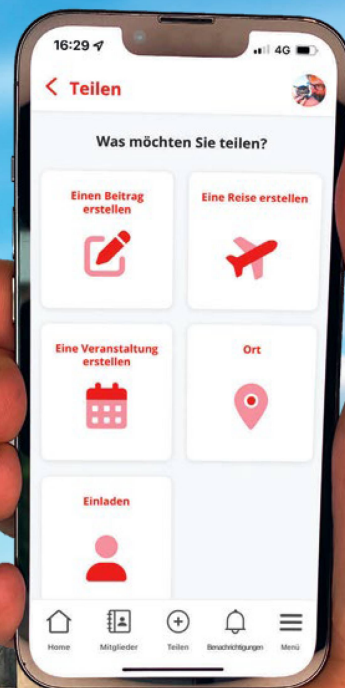 16:29
4G
Teilen
Was möchten Sie teilen?
Einen Beitrag
erstellen
Eine Reise erstellen
Eine Veranstaltung
erstellen
Ort
Einladen
Home
Mitglieder
Teilen
Benachrichtigungen
Menü